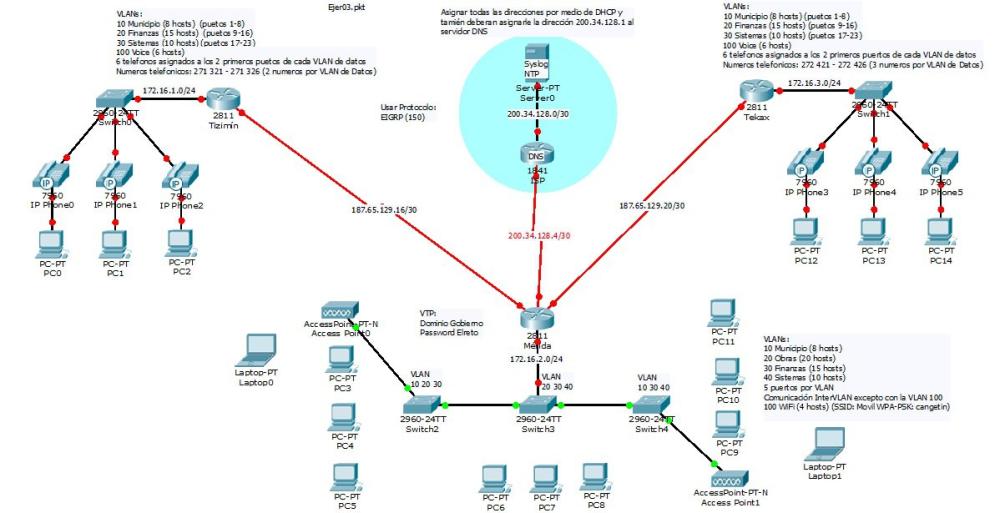 Ejer03.pkt
VLANs:
10 Municipio (8 hosts) (puetos 1-8)
20 Finanzas (15 hosts) (puetos 9-16)
30 Sistemas (10 hosts) (puetos 17-23)
100 Voice (6 hosts)
6 telefonos asignados a los 2 primeros puertos de cada VLAN de datos
Numeros telefonicos: 271 321 - 271 326 (2 numeros por VLAN de Datos)
Asignar todas las direcciones por medio de DHCP y
tamién deberan asignarle la dirección 200.34.128.1 al
servidor DNS
VLANs:
10 Municipio (8 hosts) (puetos 1-8)
20 Finanzas (15 hosts) (puetos 9-16)
30 Sistemas (10 hosts) (puetos 17-23)
100 Voice (6 hosts)
6 telefonos asignados a los 2 primeros puertos de cada VLAN de datos
Numeros telefonicos: 272 421 - 272 426 (3 numeros por VLAN de Datos)
Syslog
NTP
Server-PT
Server0
200.34.128.0/30
DNS
1841
ISP
Usar Protocolo:
EIGRP (150)
172.16.1.0/24
2960-24TT
Switch0
2811
Tizimin
172.16.3.0/24
2811
Tekax
2960-24TT
Switch1
IP
7960
IP Phone0
IP
7960
IP Phone1
IP
7960
IP Phone2
IP
7960
IP Phone3
IP
7960
IP Phone4
IP
7960
IP Phone5
PC-PT
PC0
PC-PT
PC1
PC-PT
PC2
PC-PT
PC12
PC-PT
PC13
PC-PT
PC14
187.65.129.16/30
200.34.128.4/30
187.65.129.20/30
AccessPoint-PT-N
Access Point0
VTP:
Dominio Gobierno
Password Elreto
2811
Merida
172.16.2.0/24
Laptop-PT
Laptop0
PC-PT
PC3
PC-PT
PC4
PC-PT
PC5
VLAN
10 20 30
2960-24TT
Switch2
VLAN
20 30 40
2960-24TT
Switch3
VLAN
10 30 40
2960-24TT
Switch4
PC-PT
PC6
PC-PT
PC7
PC-PT
PC8
PC-PT
PC11
PC-PT
PC10
PC-PT
PC9
VLANs:
10 Municipio (8 hosts)
20 Obras (20 hosts)
30 Finanzas (15 hosts)
40 Sistemas (10 hosts)
5 puertos por VLAN
Comunicación InterVLAN excepto con la VLAN 100
100 WiFi (4 hosts) (SSID: Movil WPA-PSK: cangetin)
Laptop-PT
Laptop1
AccessPoint-PT-N
Access Point1